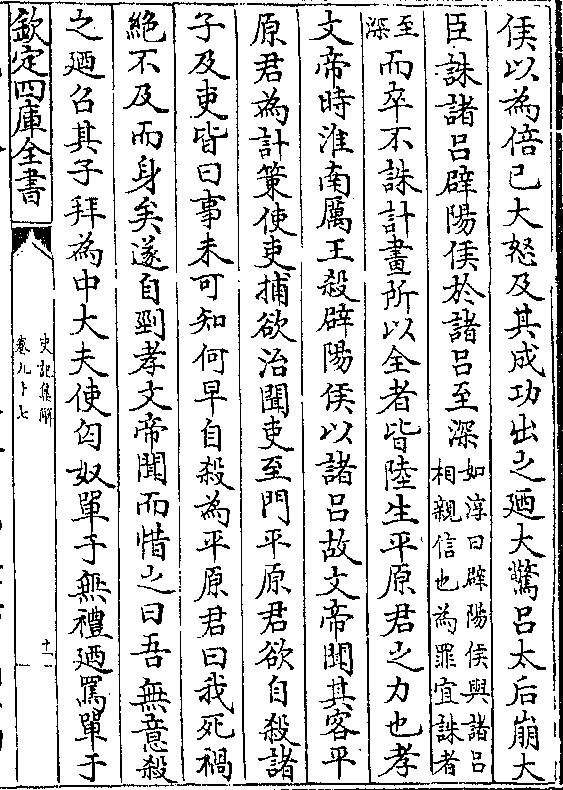 侯以為倍已大怒及其成功出之廼大驚吕太后崩大
臣誅諸吕辟陽侯於諸吕至深
如淳曰辟陽侯與諸吕
相親信也為罪宜誅者
至
深
而卒不誅計畫所以全者皆陸生平原君之力也孝
文帝時淮南厲王殺辟陽侯以諸吕故文帝聞其客平
原君為計策使吏捕欲治聞吏至門平原君欲自殺諸
子及吏皆曰事未可知何早自殺為平原君曰我死禍
絶不及而身矣遂自剄孝文帝聞而惜之曰吾無意殺
之廼召其子拜為中大夫使匈奴單于無禮廼罵單于
欽定四庫全書
史記集解
卷九十七
十一